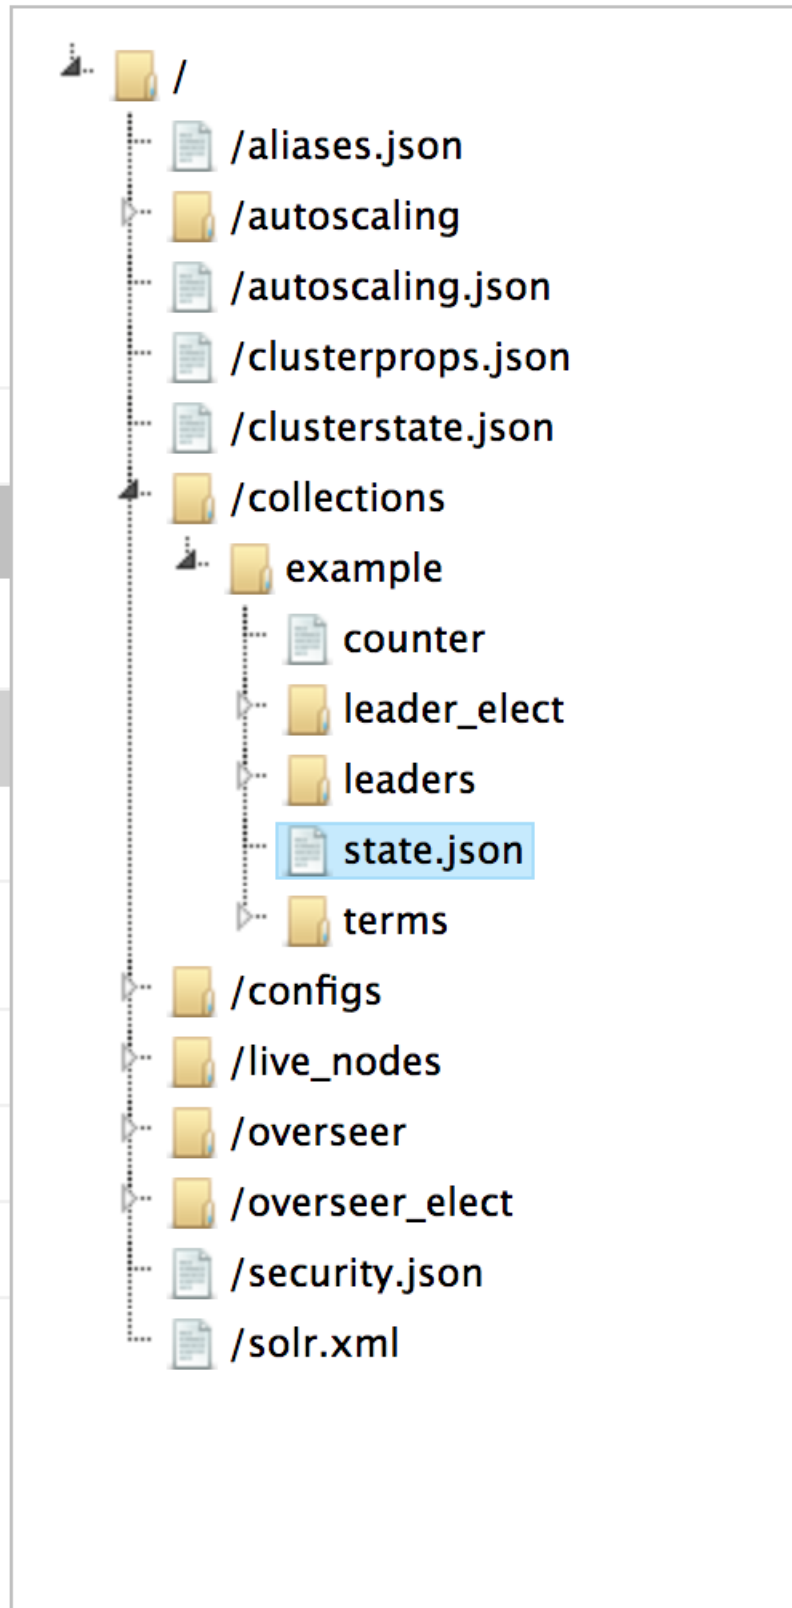 /
/aliases.json
/autoscaling
/autoscaling.json
/clusterprops.json
/clusterstate.json
/collections
example
counter
leader_elect
leaders
state.json
terms
/configs
/live_nodes
/overseer
/overseer_elect
/security.json
/solr.xml